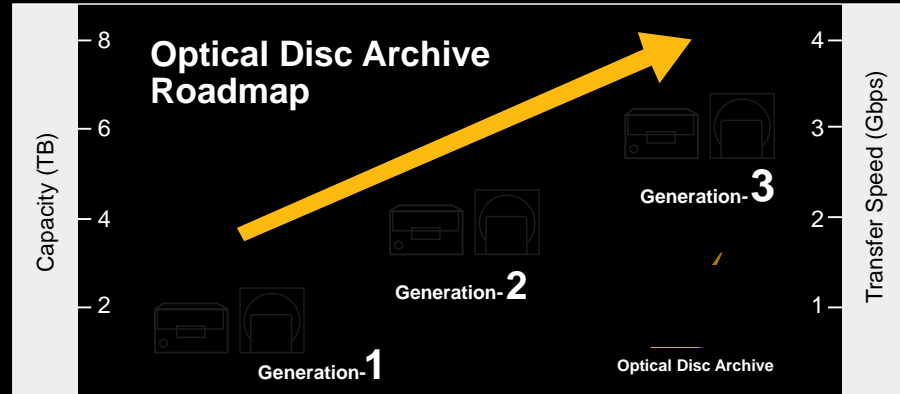 Optical Disc Archive
Roadmap
Capacity (TB)
8
6
4
2
Transfer Speed (Gbps)
4
3
2
1
Generation-3
Generation-2
Generation-1
Optical Disc Archive